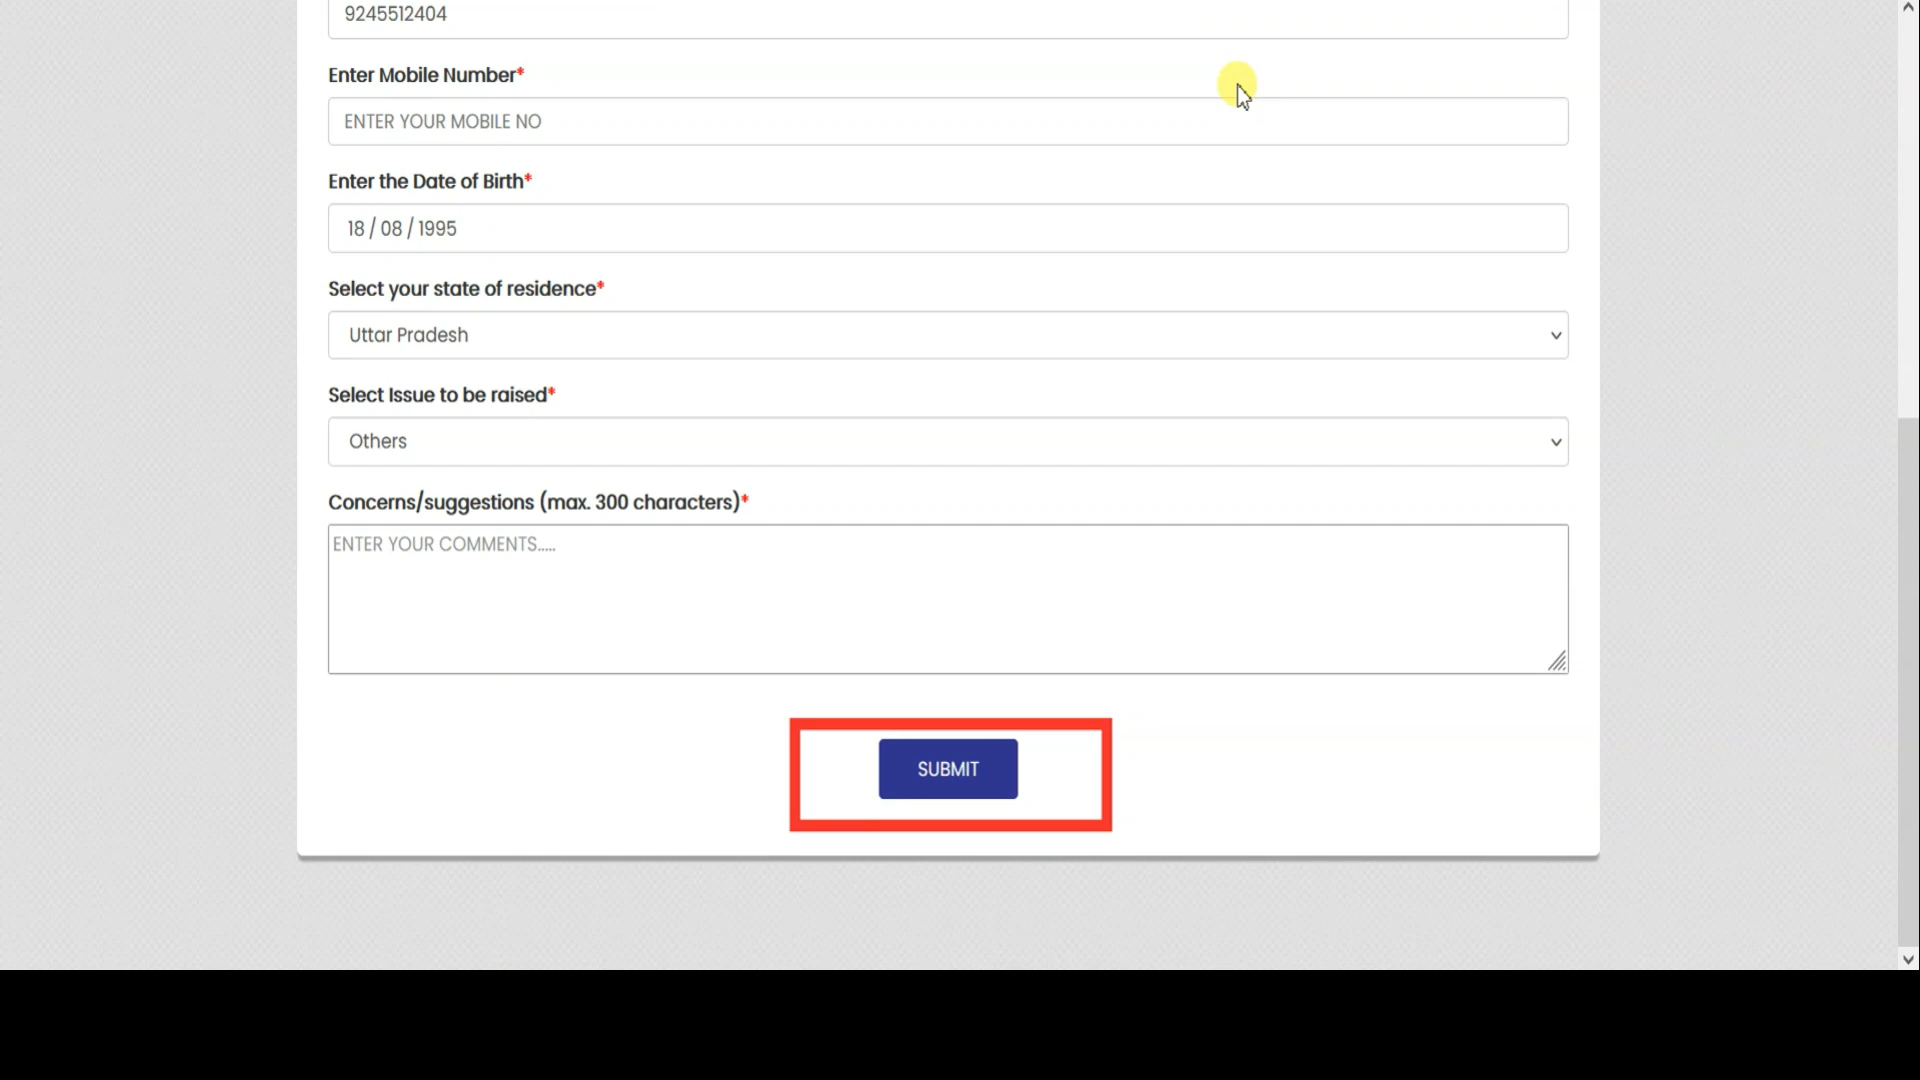 9245512404
Enter Mobile Number*
ENTER YOUR MOBILE NO
Enter the Date of Birth*
18 / 08 / 1995
Select your state of residence*
Uttar Pradesh
Select Issue to be raised*
Others
Concerns/suggestions (max. 300 characters)*
ENTER YOUR COMMENTS.....
SUBMIT